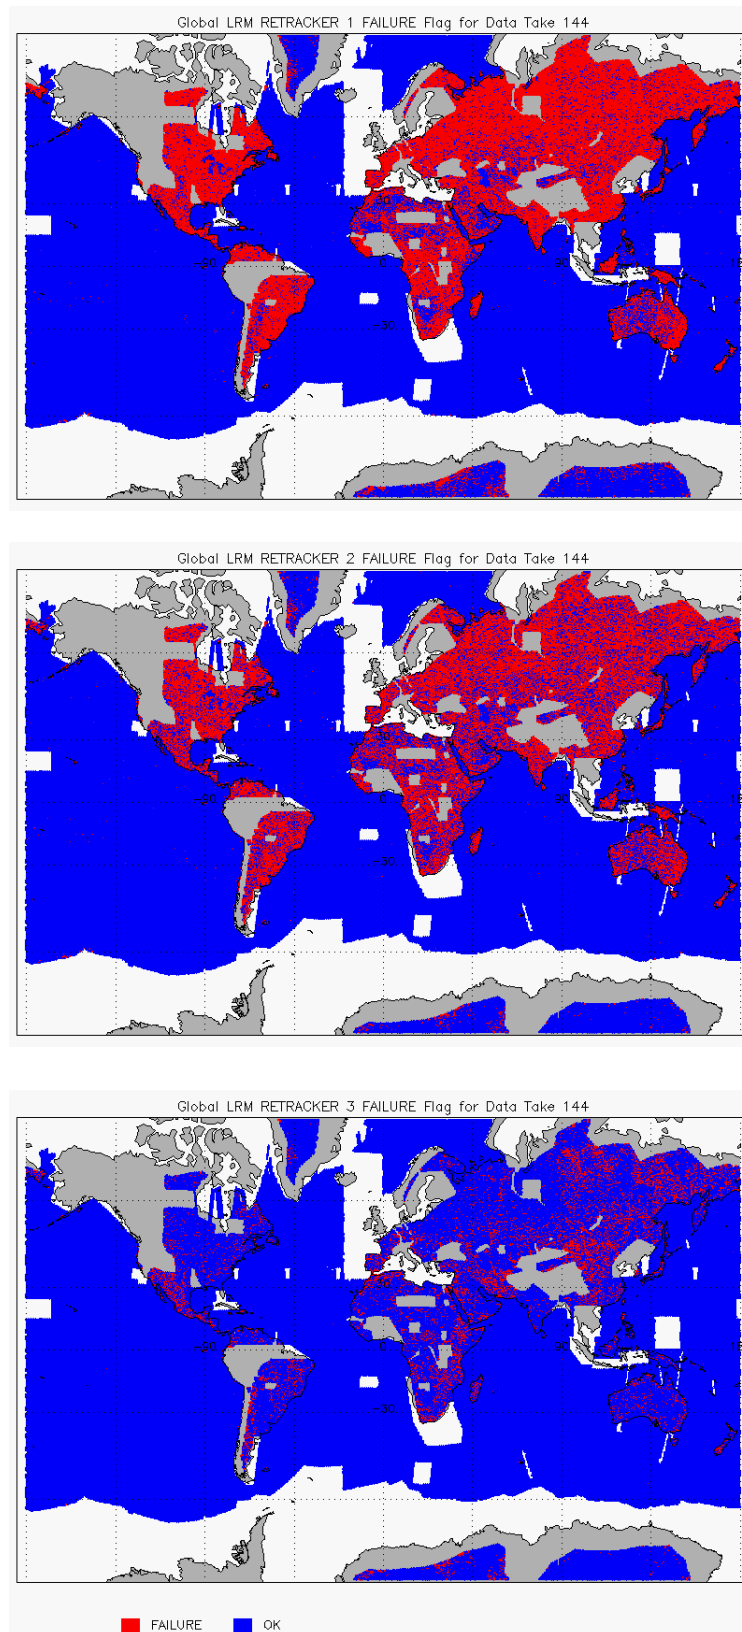 Global LRM RETRACKER 1 FAILURE Flag for Data Take 144
Global LRM RETRACKER 2 FAILURE Flag for Data Take 144
Global LRM RETRACKER 3 FAILURE Flag for Data Take 144
FAILURE OK